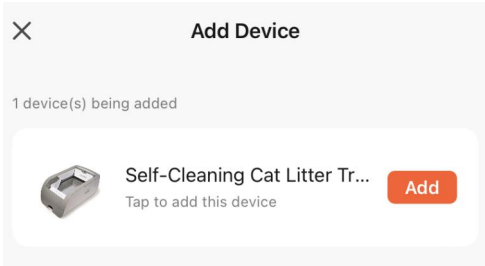 Add Device
1 device(s) being added
Self-Cleaning Cat Litter Tr...
Add
Tap to add this device